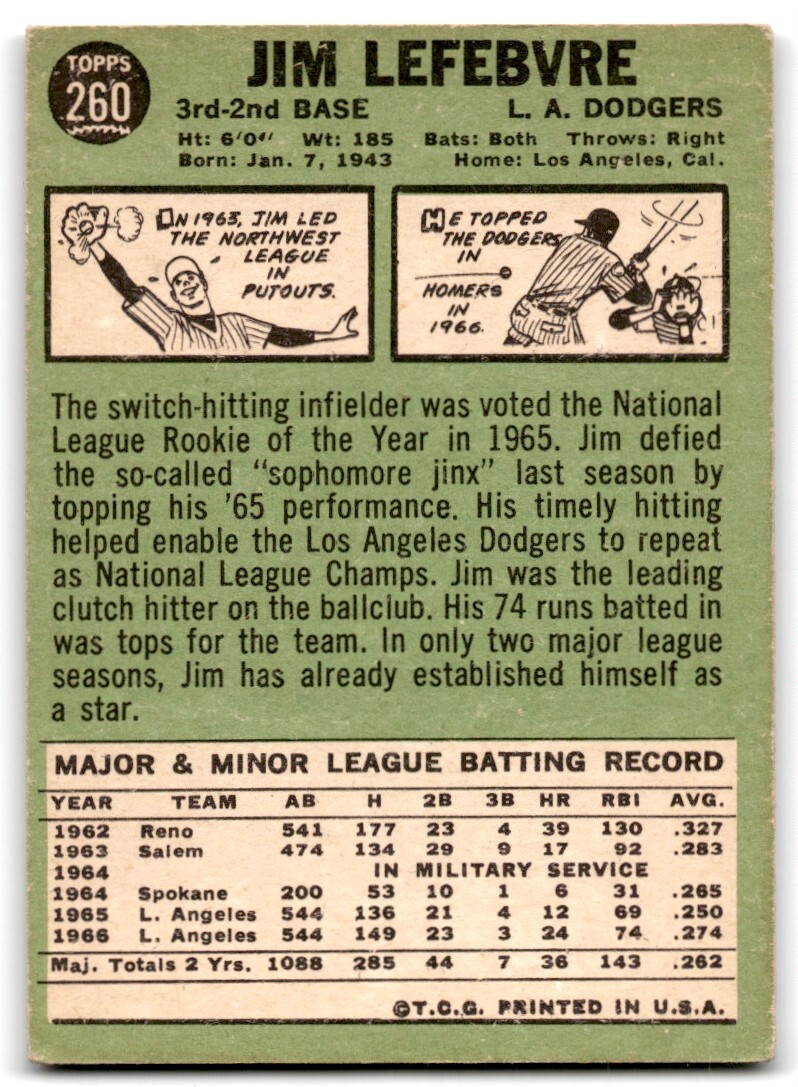 TOPPS
260
JIM LEFEBVRE
3rd-2nd BASE L. A. DODGERS
Ht: 6'0" Wt: 185 Bats: Both Throws: Right
Born: Jan. 7, 1943 Home: Los Angeles, Cal.
IN 1963, JIM LED
THE NORTHWEST
LEAGUE
IN
PUTOUTS.
HE TOPPED
THE DODGERS
IN
HOMERS
IN
1966.
The switch-hitting infielder was voted the National
League Rookie of the Year in 1965. Jim defied
the so-called "sophomore jinx" last season by
topping his '65 performance. His timely hitting
helped enable the Los Angeles Dodgers to repeat
as National League Champs. Jim was the leading
clutch hitter on the ballclub. His 74 runs batted in
was tops for the team. In only two major league
seasons, Jim has already established himself as
a star.
MAJOR & MINOR LEAGUE BATTING RECORD
YEAR TEAM AB H 2B 3B HR RBI AVG.
1962 Reno 541 177 23 4 39 130 .327
1963 Salem 474 134 29 9 17 92 .283
1964 IN MILITARY SERVICE
1964 Spokane 200 53 10 1 6 31 .265
1965 L. Angeles 544 136 21 4 12 69 .250
1966 L. Angeles 544 149 23 3 24 74 .274
Maj. Totals 2 Yrs. 1088 285 44 7 36 143 .262
©T.C.G. PRINTED IN U.S.A.